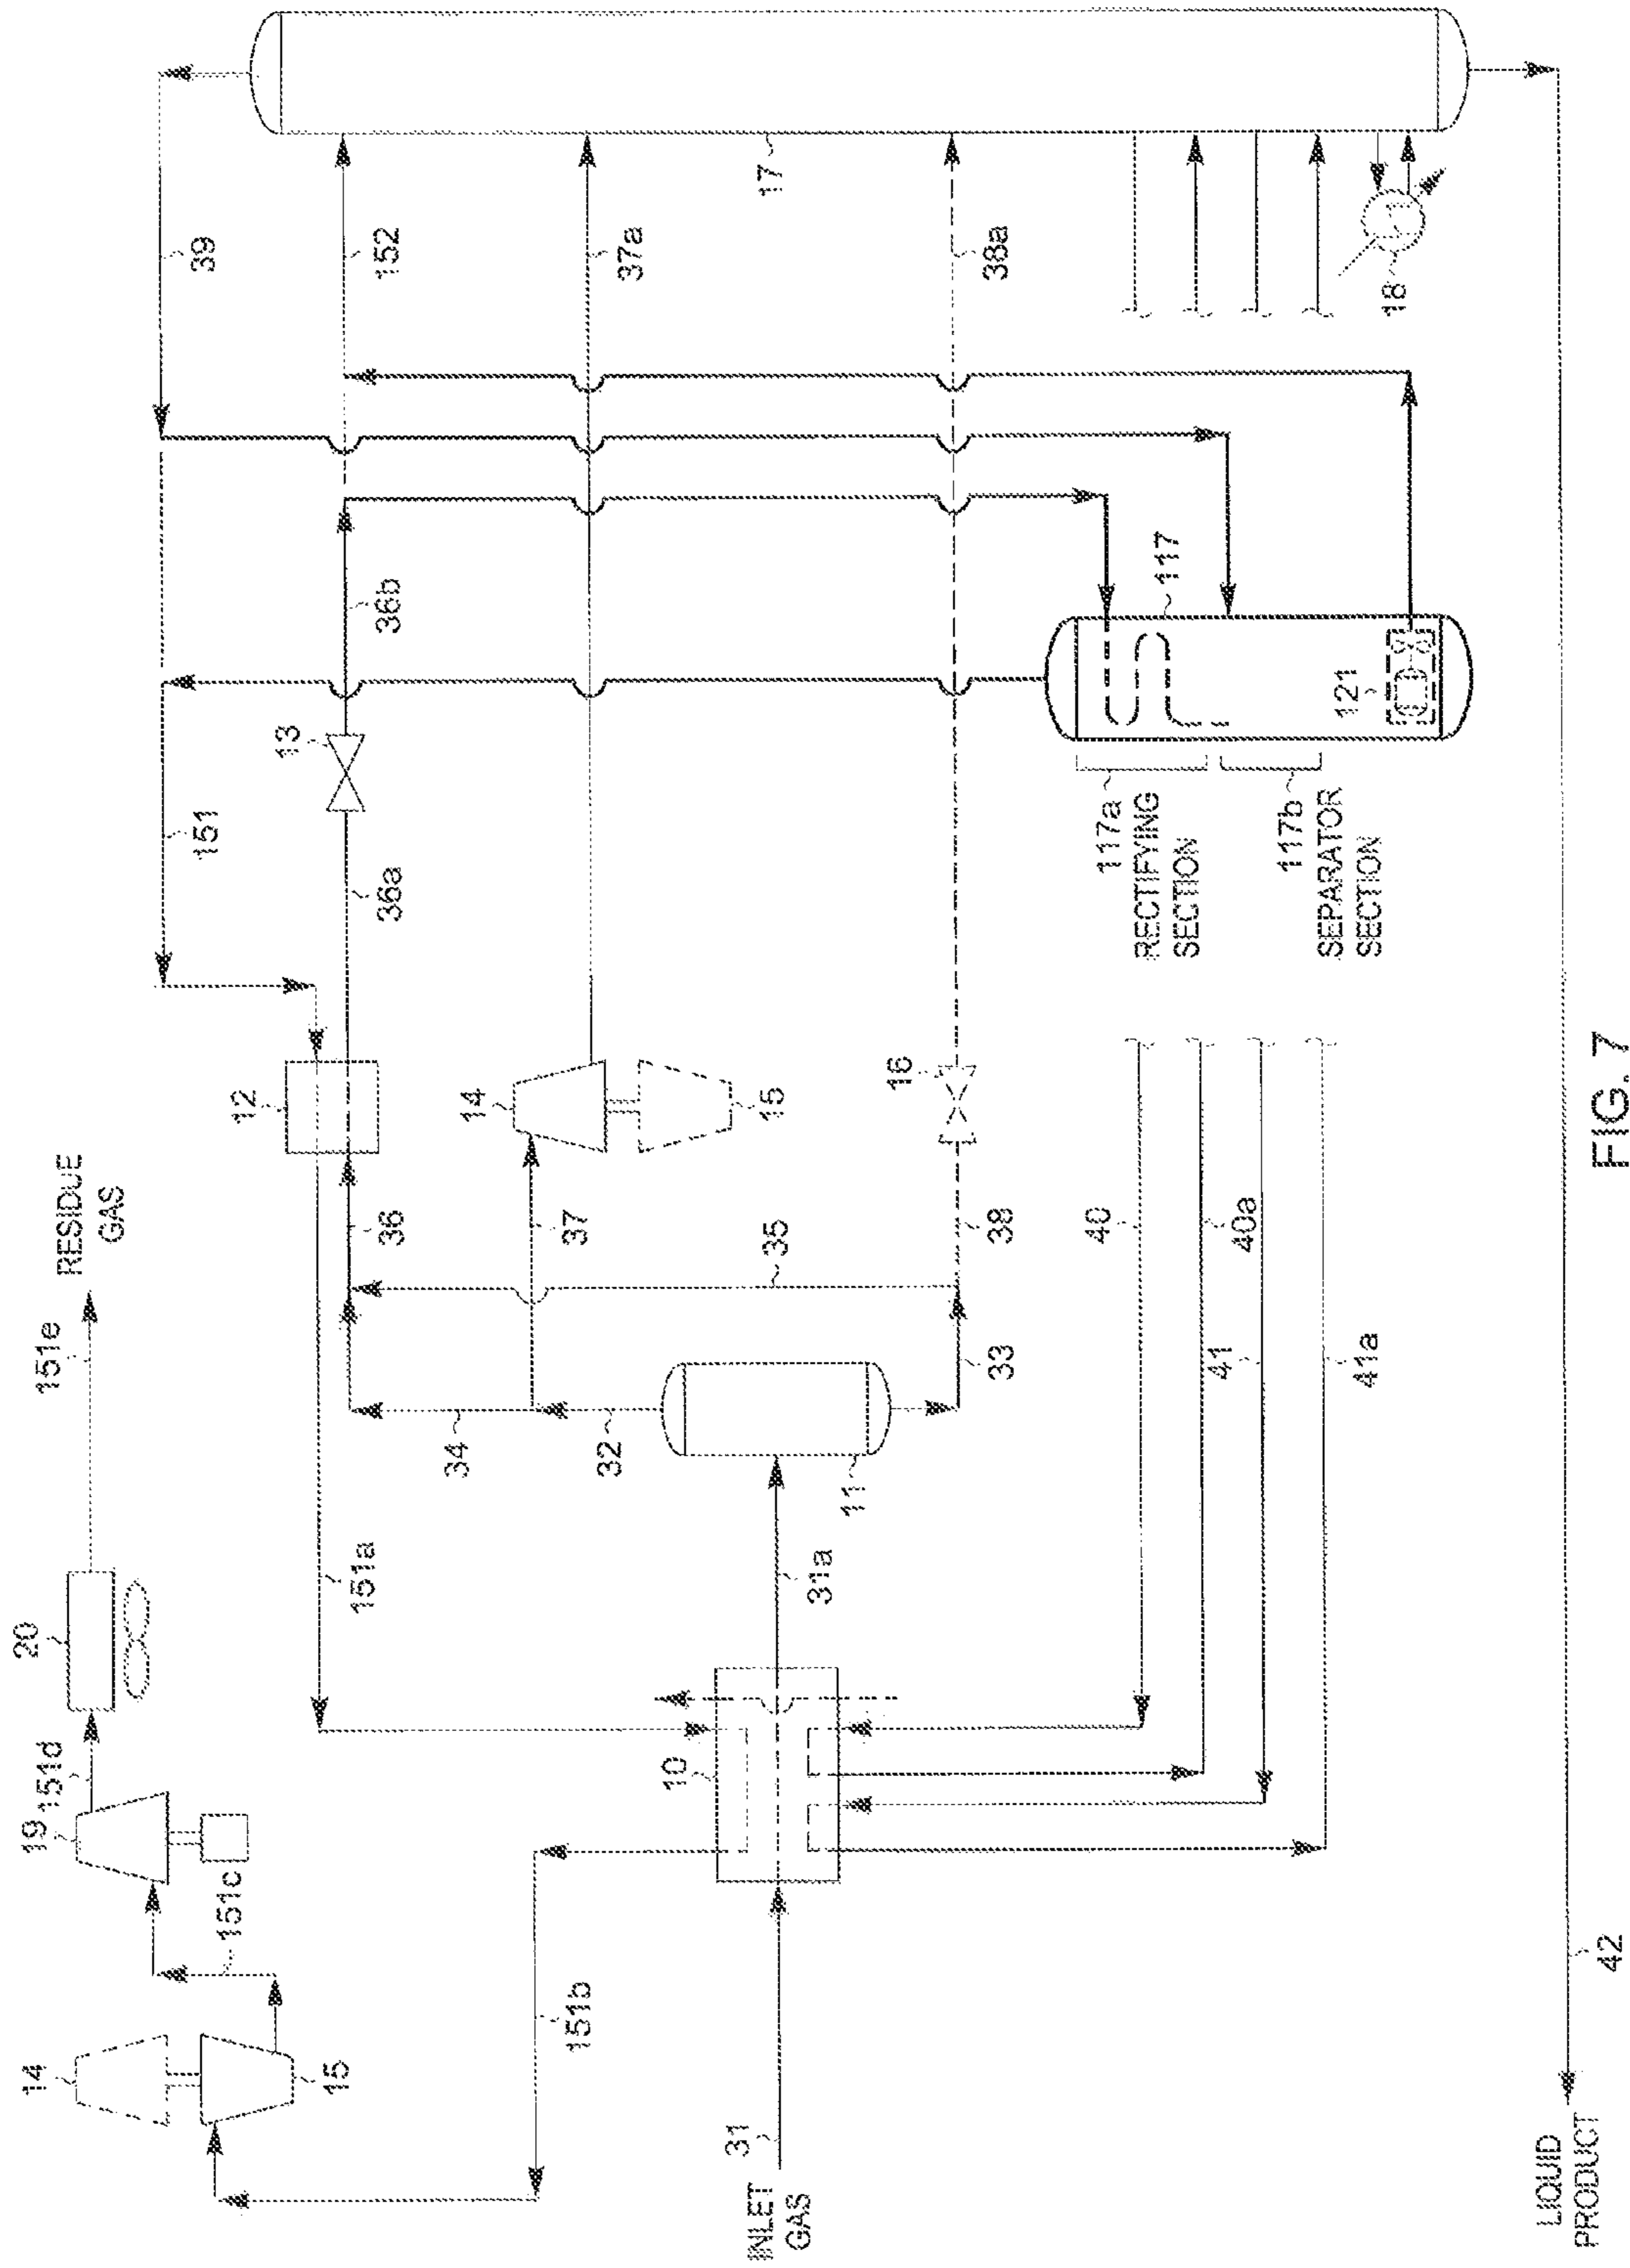 14
19
151d
20
151e
RESIDUE
GAS
151c
151
39
12
13
15
151a
36
36a
36b
152
34
14
37
151b
32
37a
10
31
INLET
GAS
35
15
17
31a
11
16
33
38
38a
40
117a
RECTIFYING
SECTION
117
41
40a
117b
SEPARATOR
SECTION
121
41a
18
LIQUID
PRODUCT
42
FIG. 7